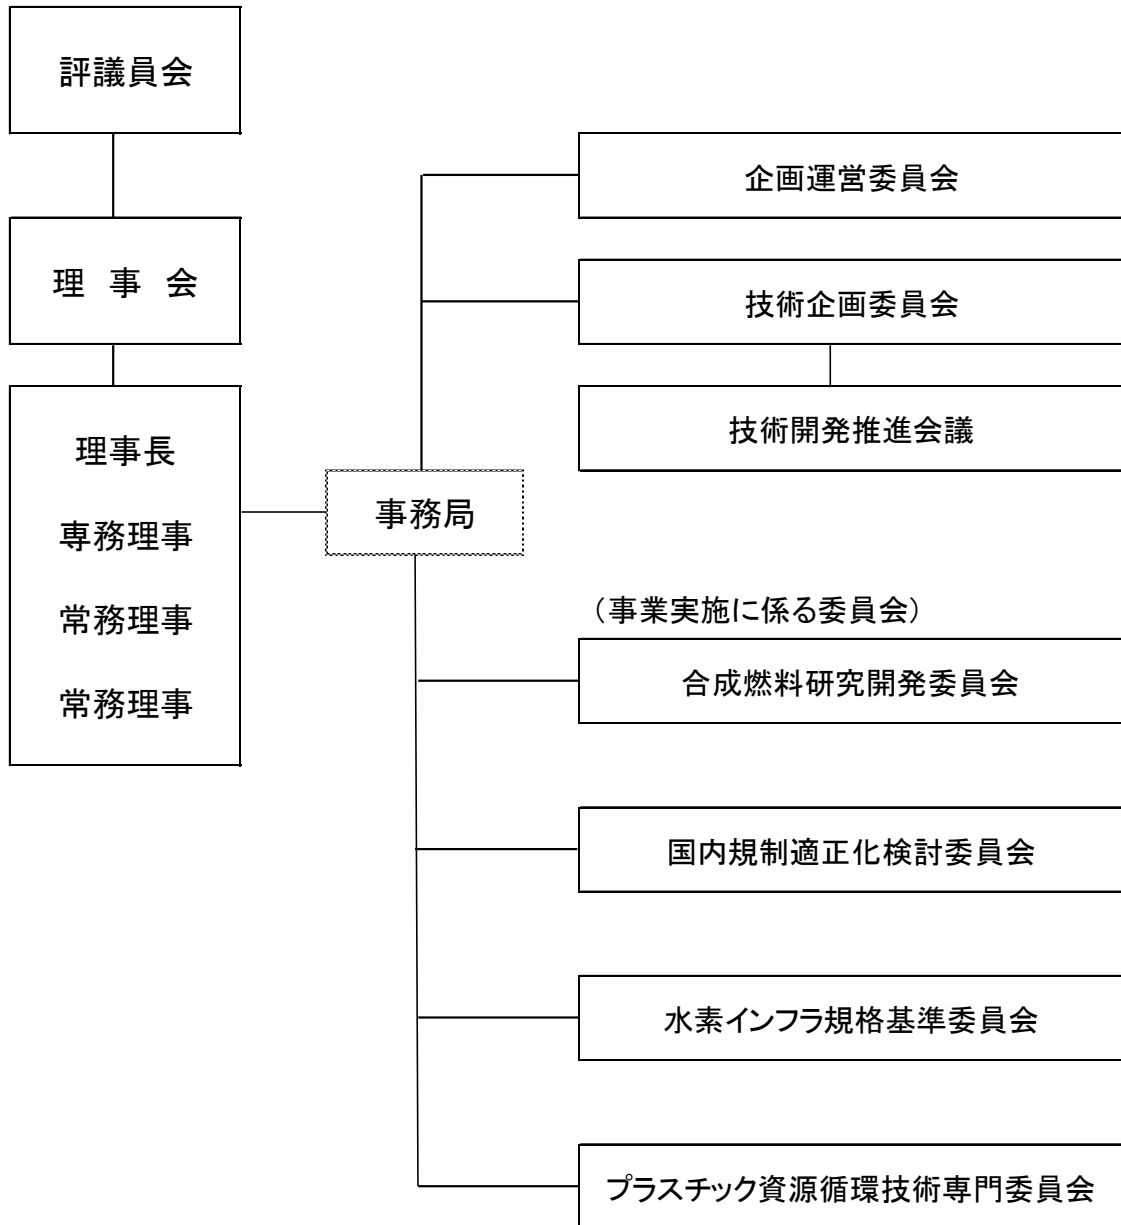 評議員会
理 事 会
理事長
専務理事
常務理事
常務理事
事務局
企画運営委員会
技術企画委員会
技術開発推進会議
（事業実施に係る委員会）
合成燃料研究開発委員会
国内規制適正化検討委員会
水素インフラ規格基準委員会
プラスチック資源循環技術専門委員会